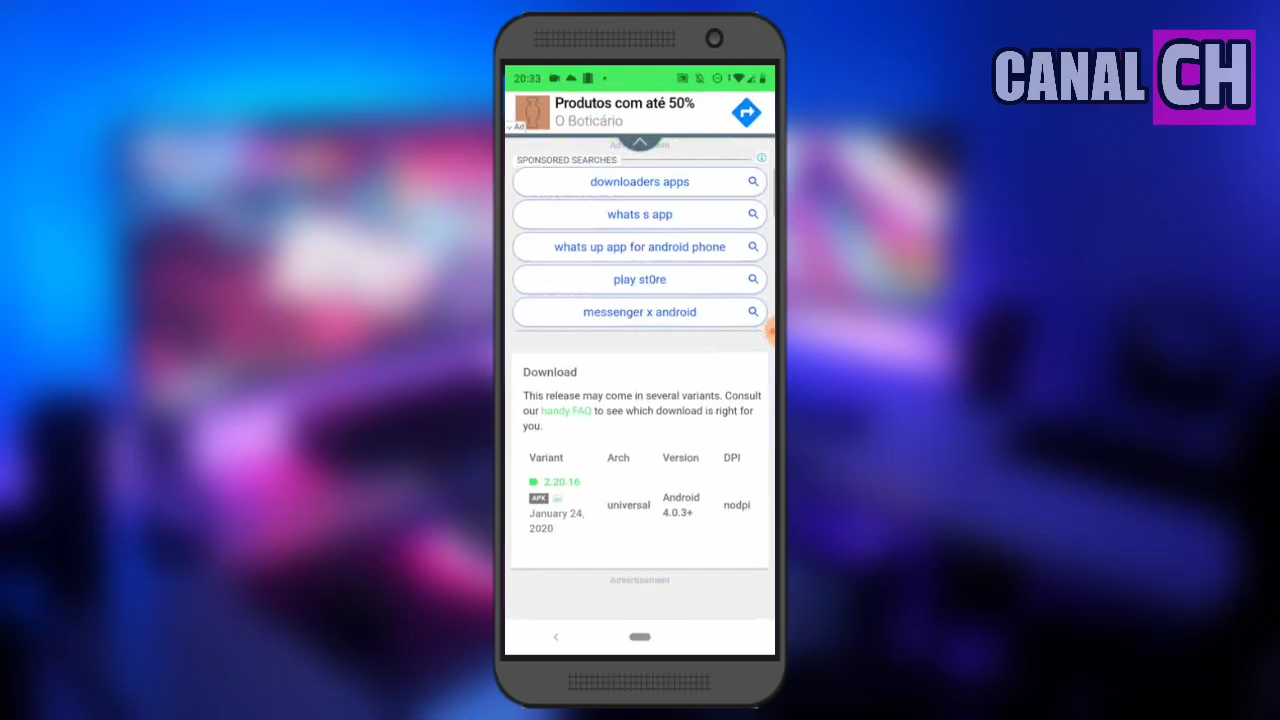 CANAL CH
20:33
Produtos com até 50%
O Boticário
Ad
SPONSORED SEARCHES
downloaders apps
whats s app
whats up app for android phone
play st0re
messenger x android
Download
This release may come in several variants. Consult
our handy FAQ to see which download is right for
you.
Variant Arch Version DPI
2.20.16
APK
January 24,
2020
universal
Android
4.0.3+
nodpi
Advertisement